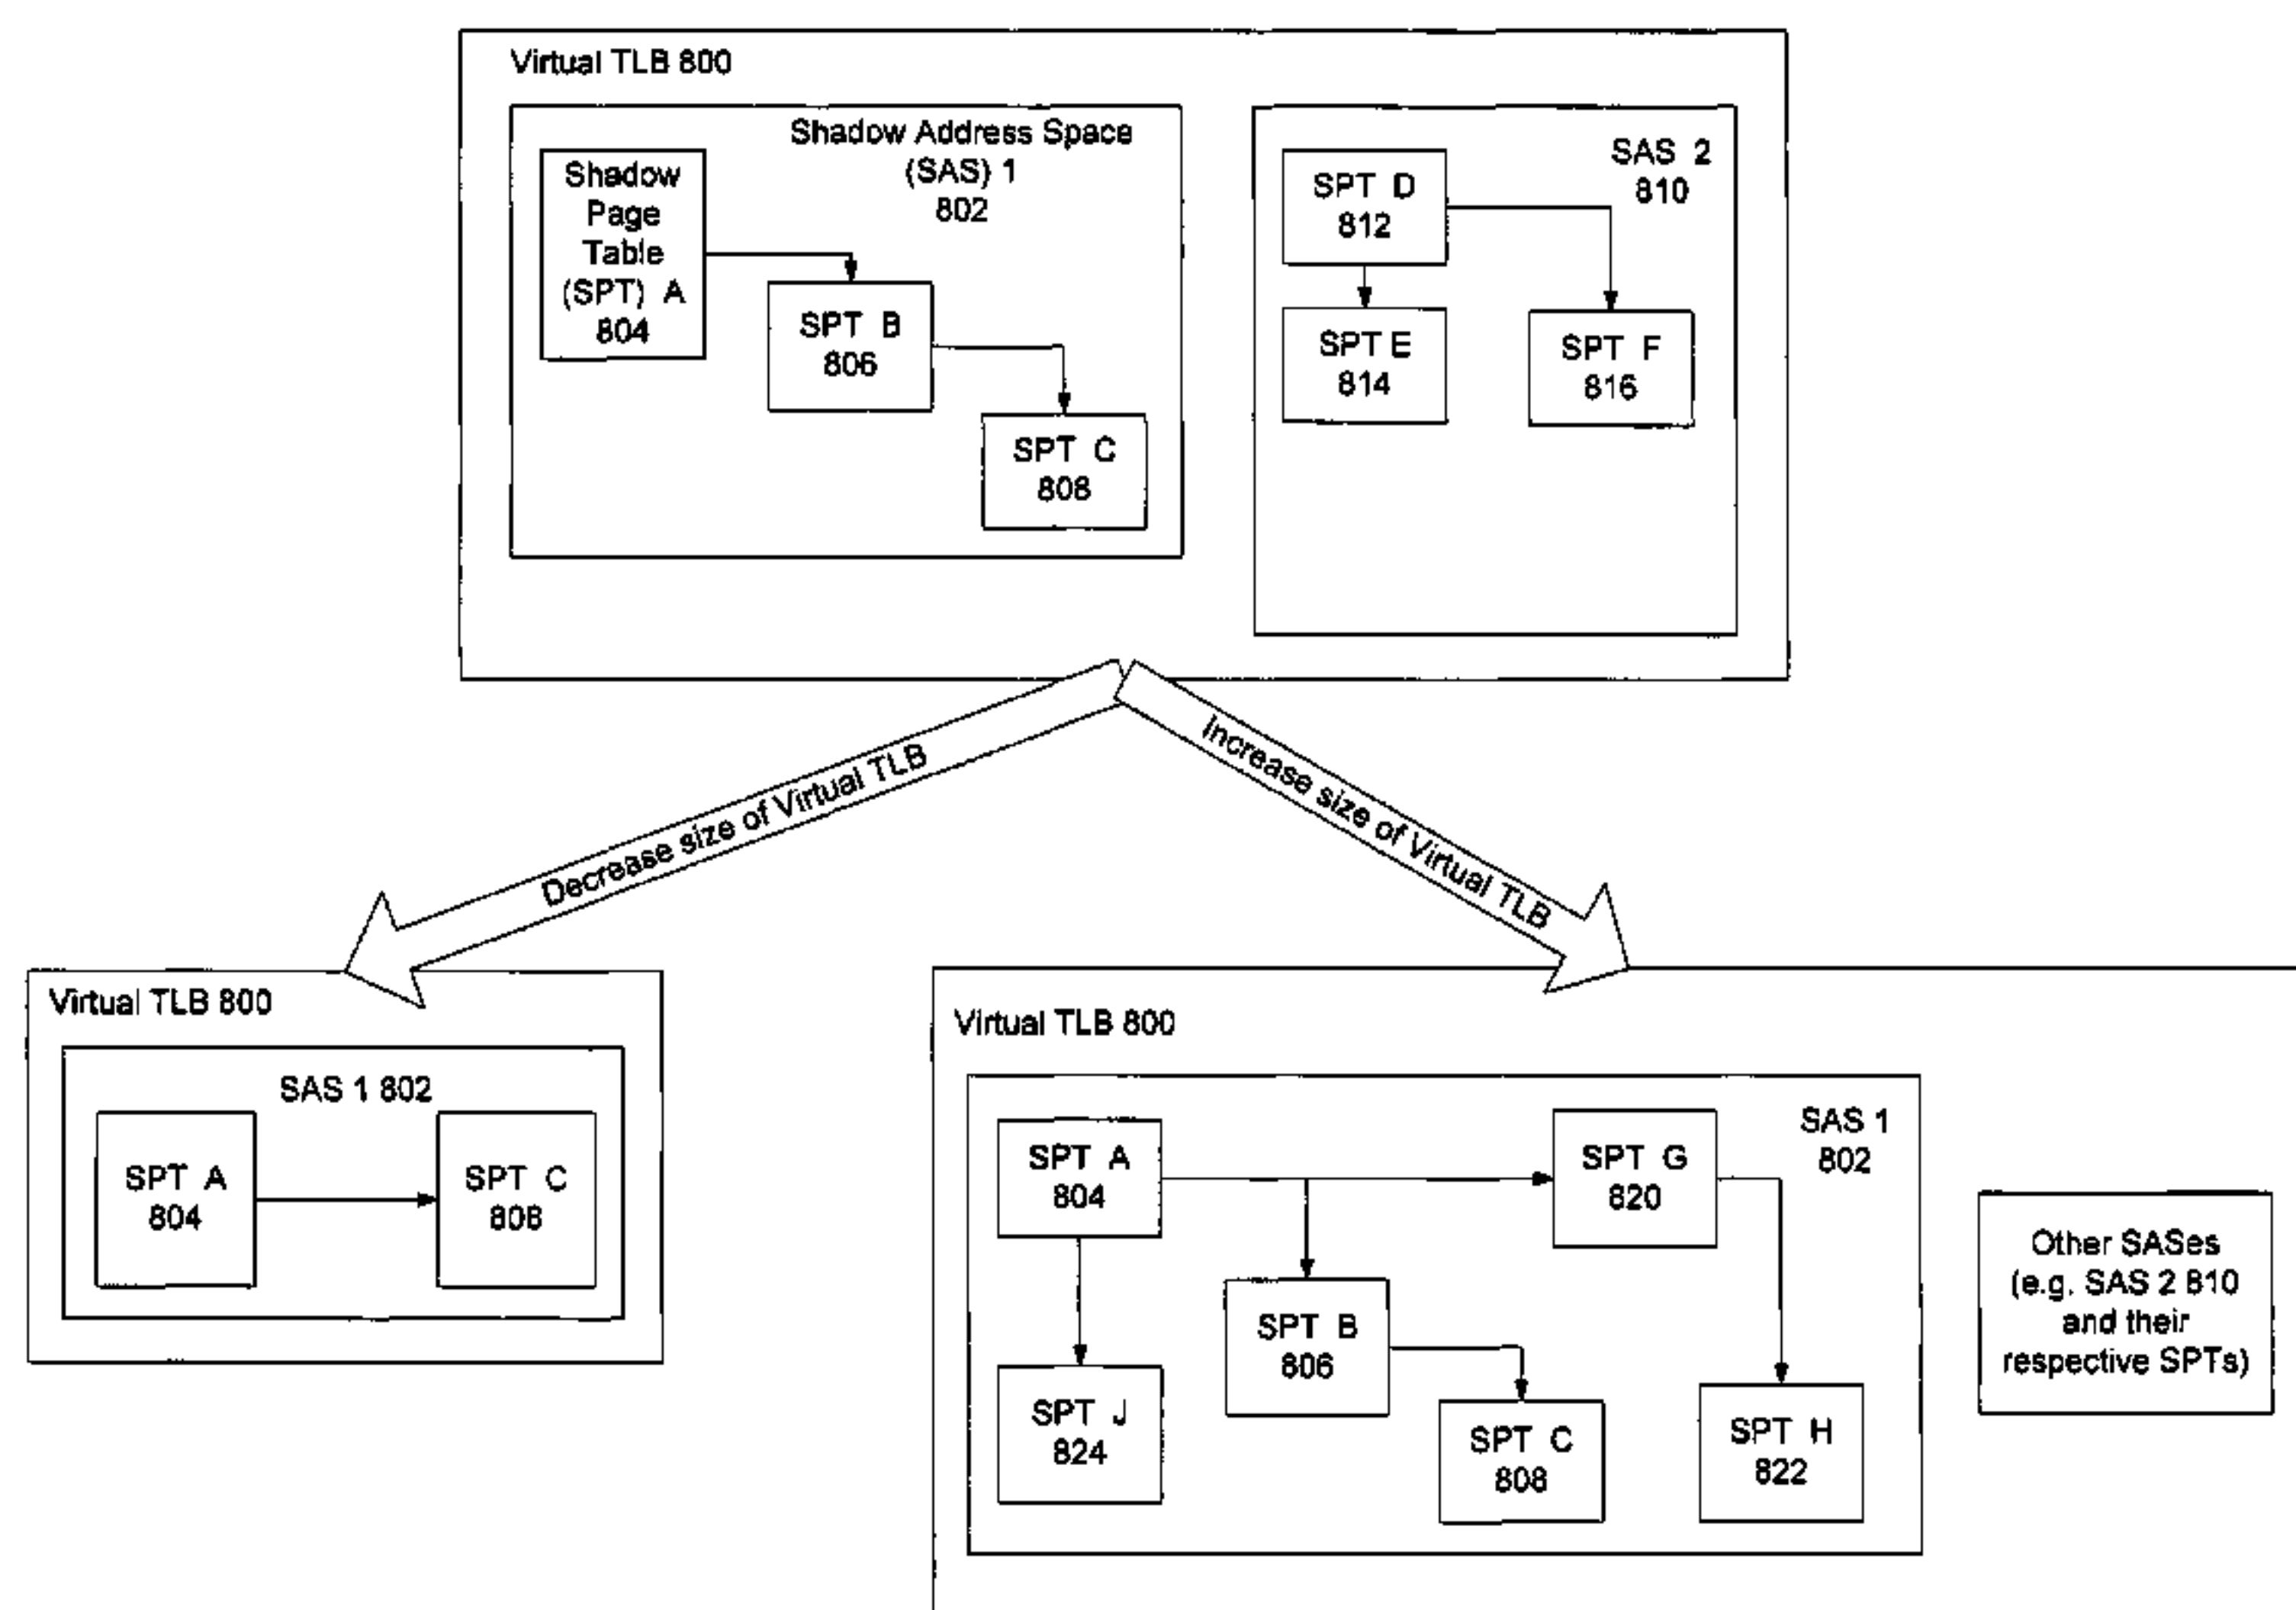 Virtual TLB 800
Shadow Address Space
(SAS) 1
802
Shadow
Page
Table
(SPT) A
804
SPT B
806
SPT C
808
SAS 2
810
SPT D
812
SPT E
814
SPT F
816
Decrease size of Virtual TLB
Increase size of Virtual TLB
Virtual TLB 800
SAS 1 802
SPT A
804
SPT C
808
Virtual TLB 800
SAS 1
802
SPT A
804
SPT G
820
SPT B
806
SPT J
824
SPT C
808
SPT H
822
Other SASes
(e.g. SAS 2 810
and their
respective SPTs)